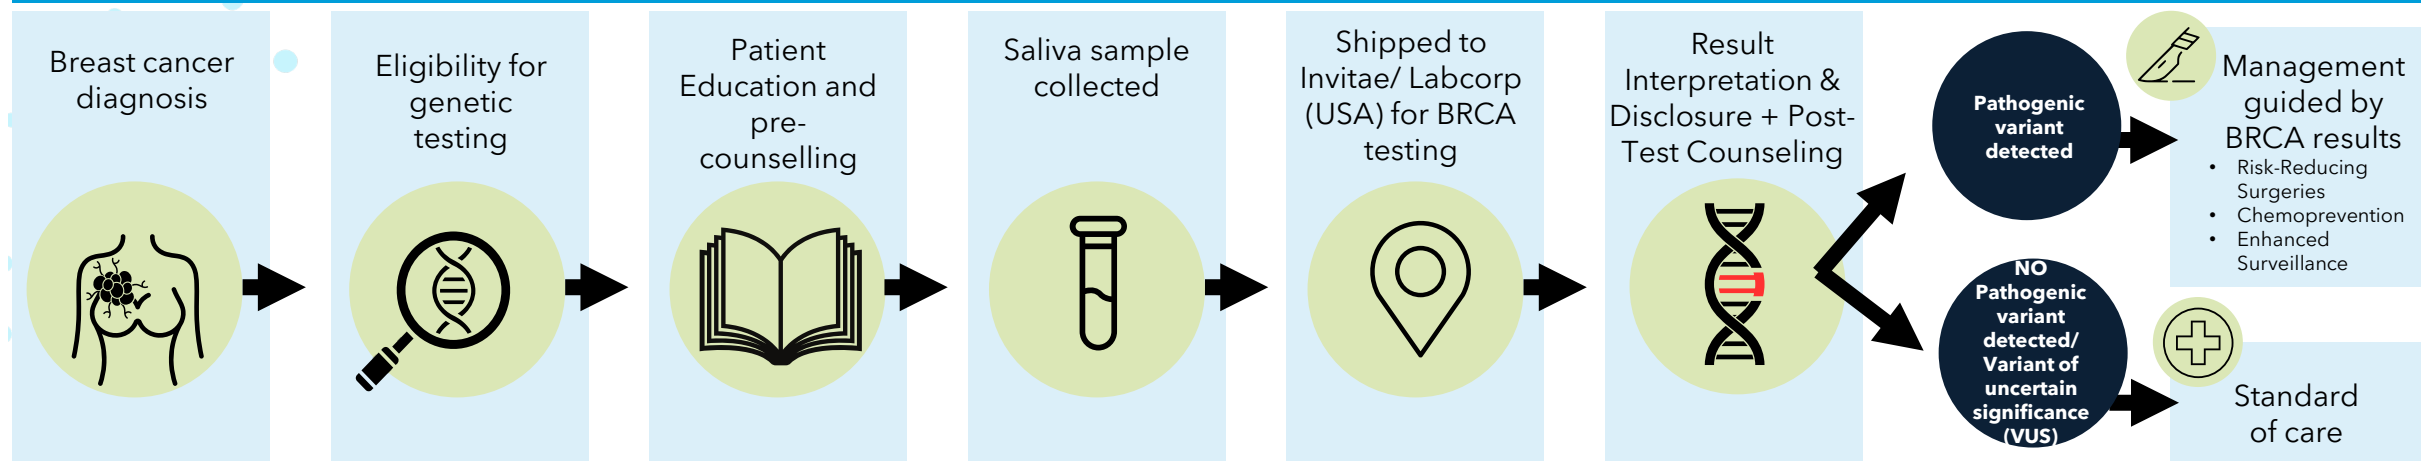 Breast cancer
diagnosis
Eligibility for
genetic
testing
Patient
Education and
pre-
counselling
Saliva sample
collected
Shipped to
Invitae/ Labcorp
(USA) for BRCA
testing
Result
Interpretation &
Disclosure + Post-
Test Counseling
Pathogenic
variant
detected
Management
guided by
BRCA results
• Risk-Reducing
Surgeries
• Chemoprevention
• Enhanced
Surveillance
NO
Pathogenic
variant
detected/
Variant of
uncertain
significance
(VUS)
Standard
of care